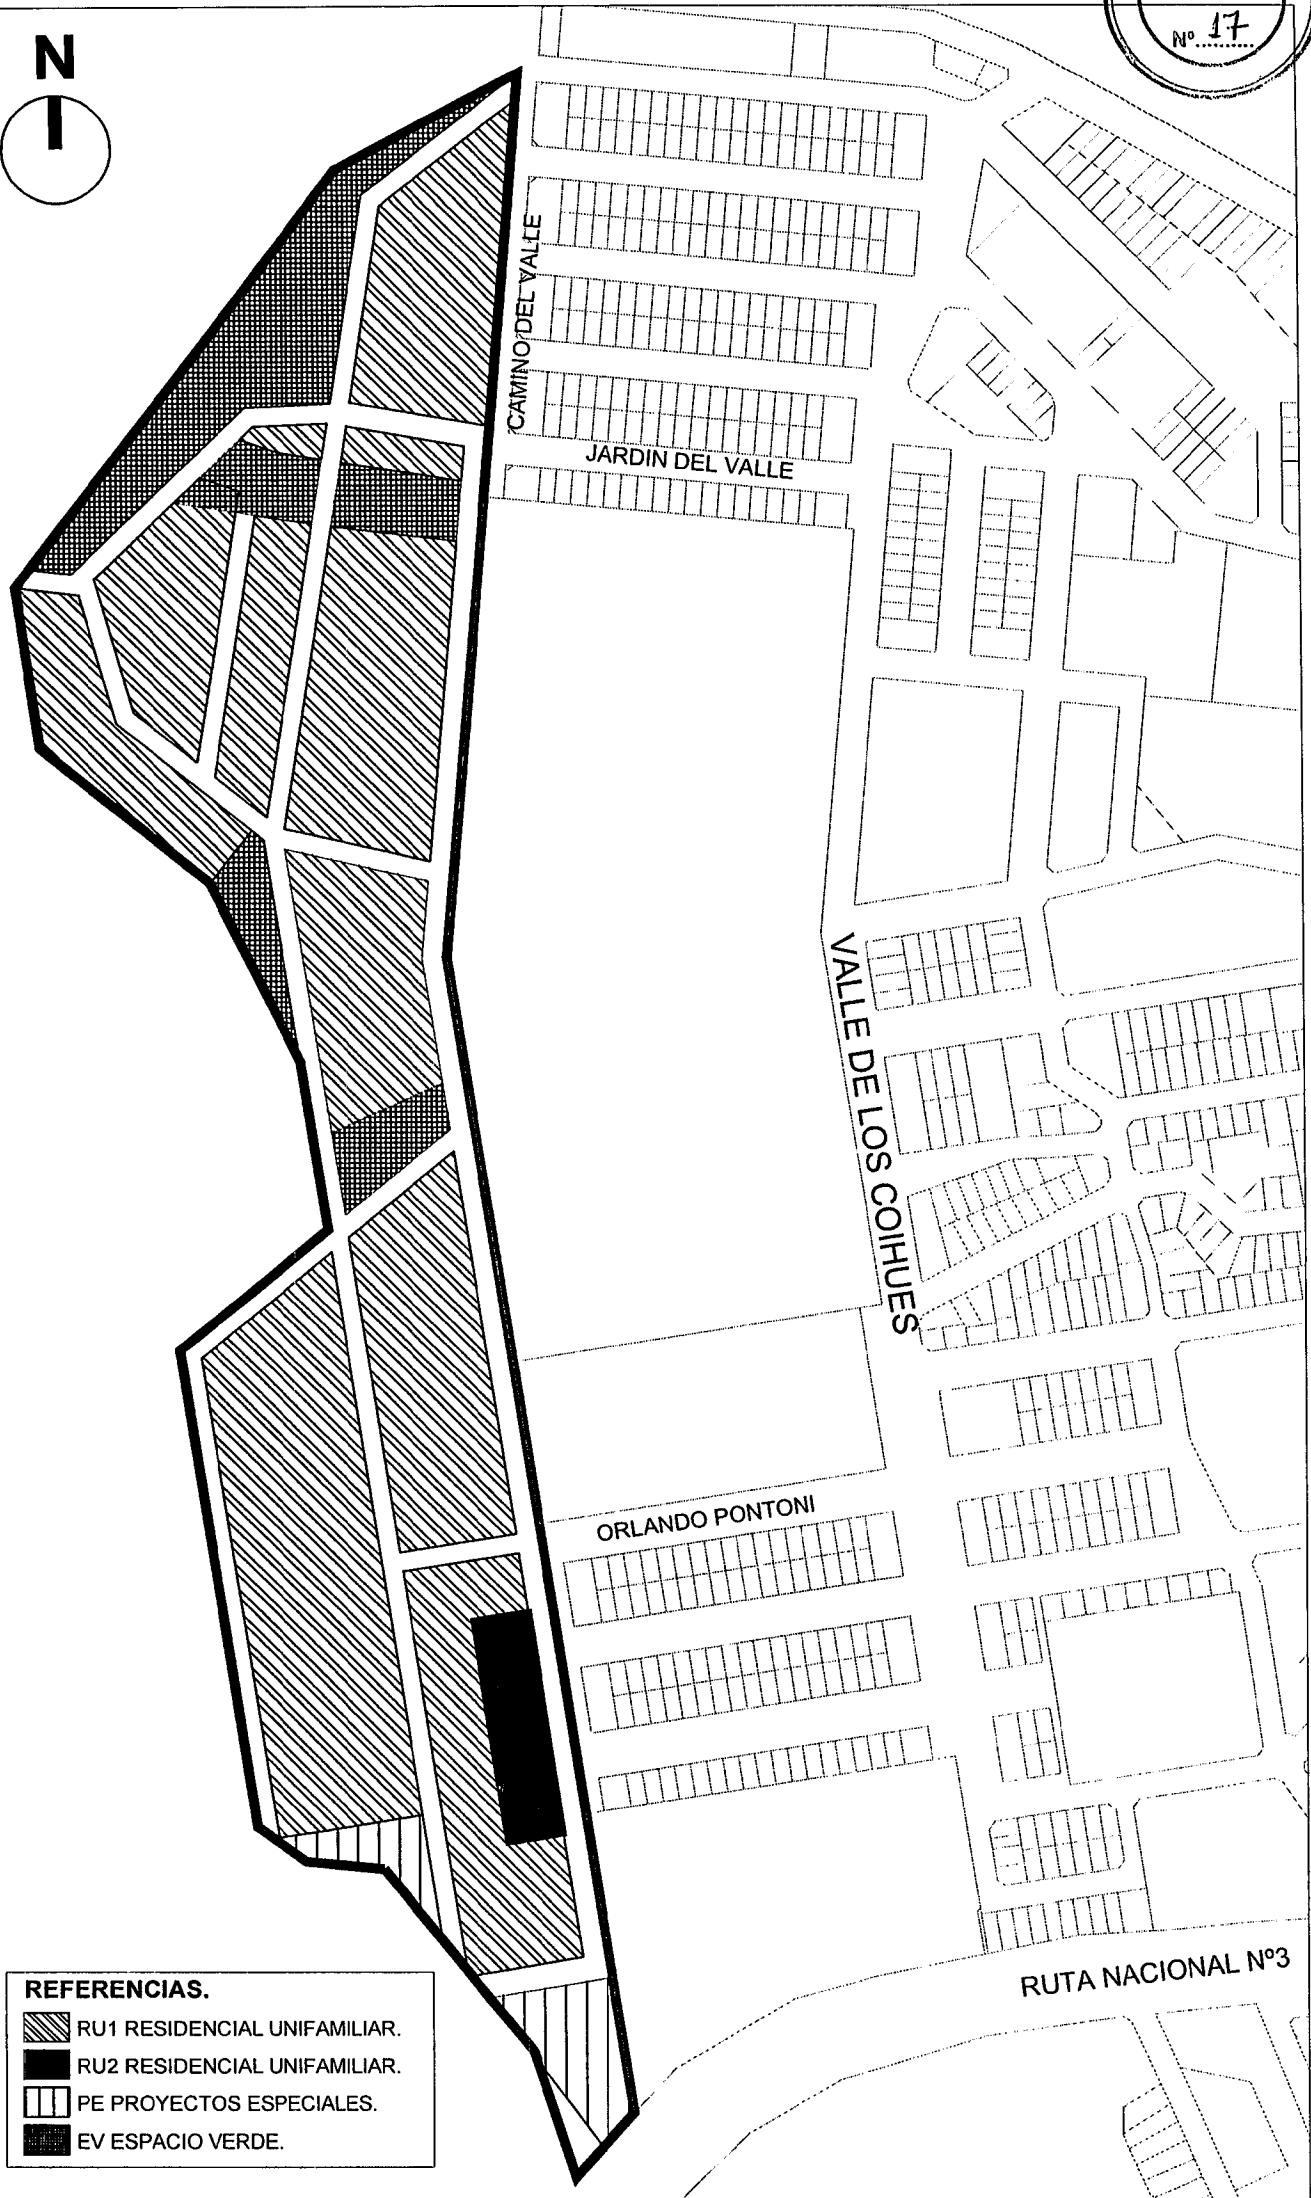 Nº 17
N
CAMINO DEL VALLE
JARDIN DEL VALLE
VALLE DE LOS COIHUES
ORLANDO PONTONI
RUTA NACIONAL Nº3
REFERENCIAS.
RU1 RESIDENCIAL UNIFAMILIAR.
RU2 RESIDENCIAL UNIFAMILIAR.
PE PROYECTOS ESPECIALES.
EV ESPACIO VERDE.